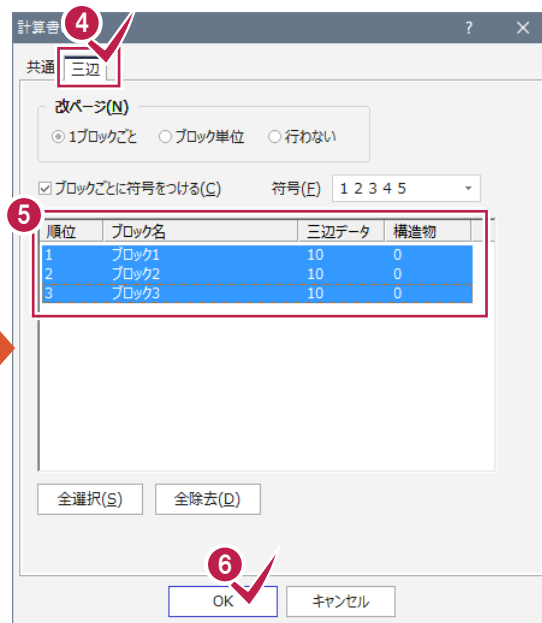 4
計算書
? ×
共通 三辺
改ページ(N)
1ブロックごと ブロック単位 行わない
ブロックごとに符号をつける(C) 符号(F) 1 2 3 4 5
5
順位 ブロック名 三辺データ 構造物
1 ブロック1 10 0
2 ブロック2 10 0
3 ブロック3 10 0
全選択(S) 全除去(D)
6
OK キャンセル